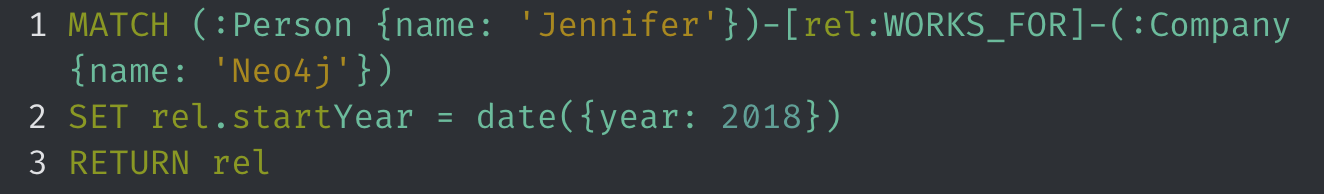 1 MATCH (:Person {name: 'Jennifer'})-[rel:WORKS_FOR]-(:Company
{name: 'Neo4j'})
2 SET rel.startYear = date({year: 2018})
3 RETURN rel